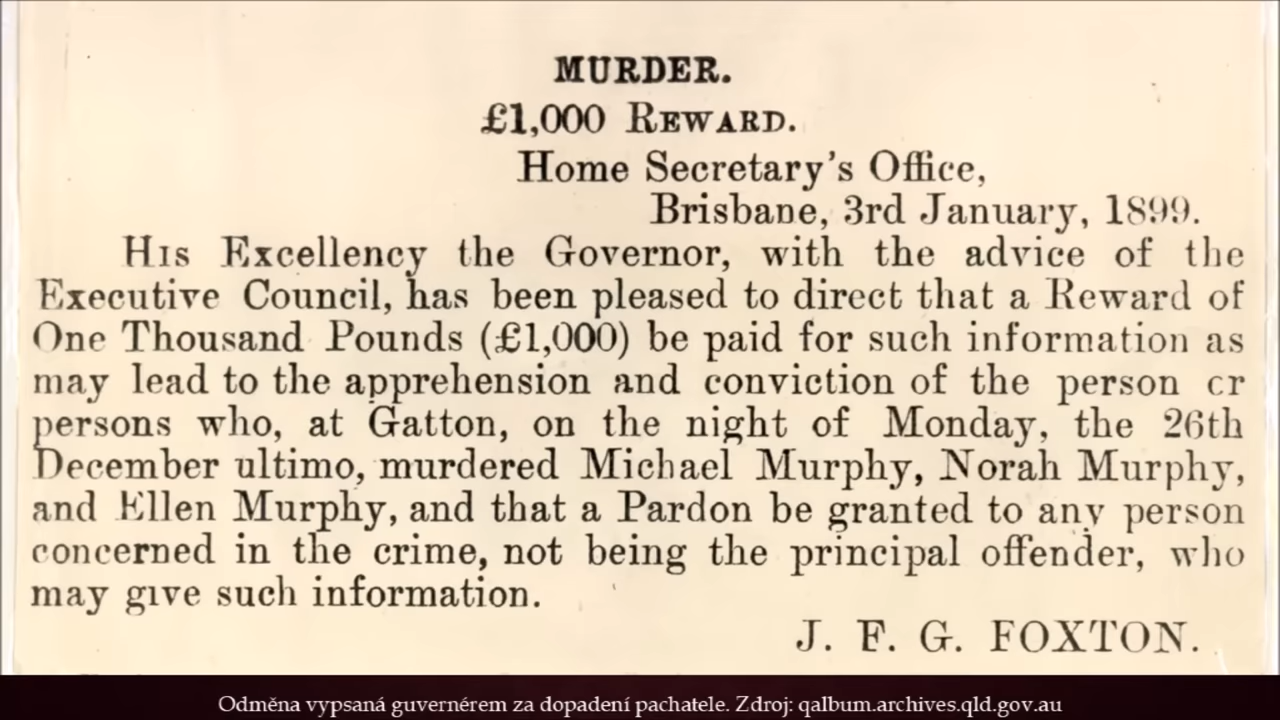 MURDER.
£1,000 REWARD.
Home Secretary's Office,
Brisbane, 3rd January, 1899.
HIS Excellency the Governor, with the advice of the
Executive Council, has been pleased to direct that a Reward of
One Thousand Pounds (£1,000) be paid for such information as
may lead to the apprehension and conviction of the person or
persons who, at Gatton, on the night of Monday, the 26th
December ultimo, murdered Michael Murphy, Norah Murphy,
and Ellen Murphy, and that a Pardon be granted to any person
concerned in the crime, not being the principal offender, who
may give such information.
J. F. G. FOXTON.
Odměna vypsaná guvernérem za dopadení pachatele. Zdroj: qalbum.archives.qld.gov.au